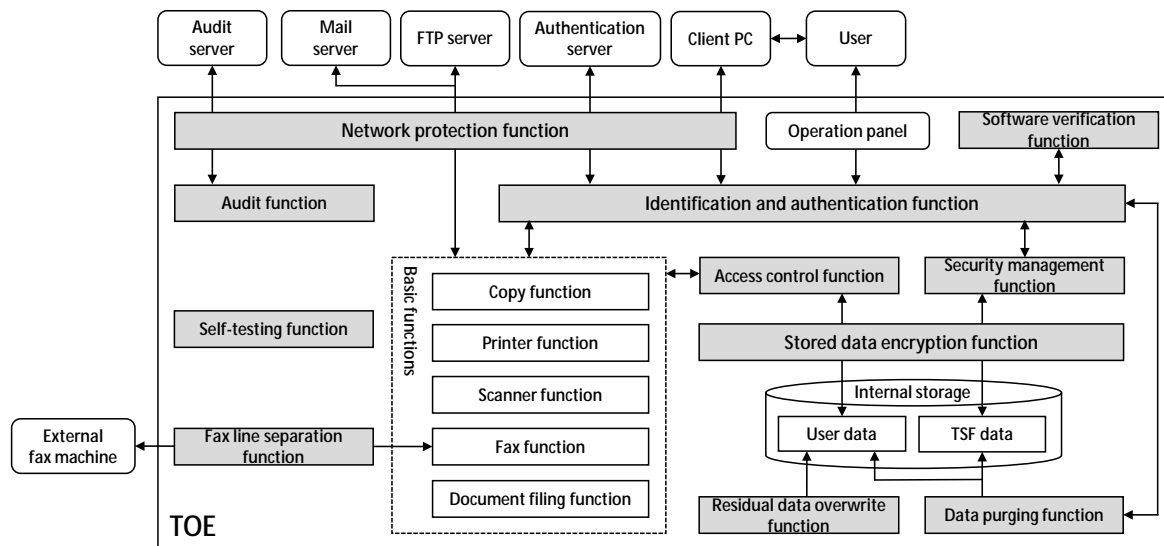 Audit
server
Mail
server
FTP server
Authentication
server
Client PC
User
Network protection function
Operation panel
Software verification
function
Audit function
Identification and authentication function
Basic functions
Copy function
Access control function
Security management
function
Self-testing function
Printer function
Stored data encryption function
Scanner function
Internal storage
External
fax machine
Fax line separation
function
Fax function
User data
TSF data
Document filing function
Residual data overwrite
function
Data purging function
TOE